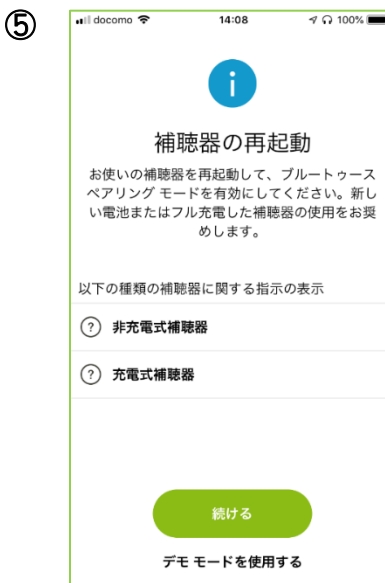 ⑤
docomo 14:08 100%
i
補聴器の再起動
お使いの補聴器を再起動して、ブルートゥース
ペアリング モードを有効にしてください。新し
い電池またはフル充電した補聴器の使用をお奨
めします。
以下の種類の補聴器に関する指示の表示
? 非充電式補聴器
? 充電式補聴器
続ける
デモ モードを使用する